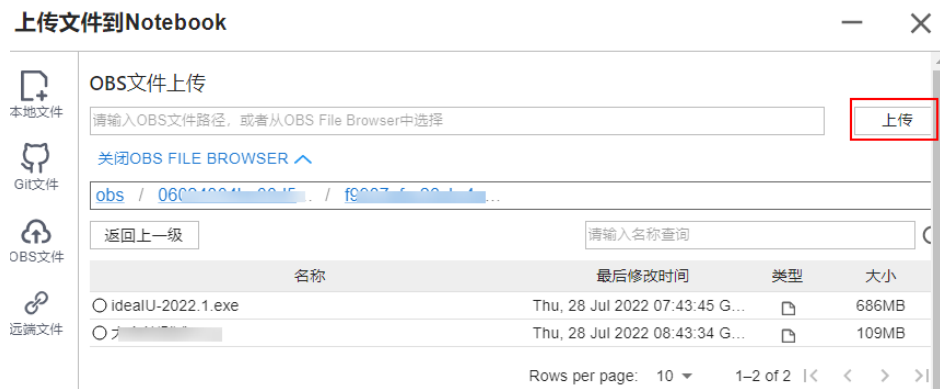 上传文件到Notebook
本地文件
Git文件
OBS文件
远端文件
OBS文件上传
请输入OBS文件路径，或者从OBS File Browser中选择
上传
关闭OBS FILE BROWSER
obs / ... / ...
返回上一级
请输入名称查询
名称 最后修改时间 类型 大小
idealU-2022.1.exe Thu, 28 Jul 2022 07:43:45 G... 686MB
Thu, 28 Jul 2022 08:43:34 G... 109MB
Rows per page: 10 1–2 of 2